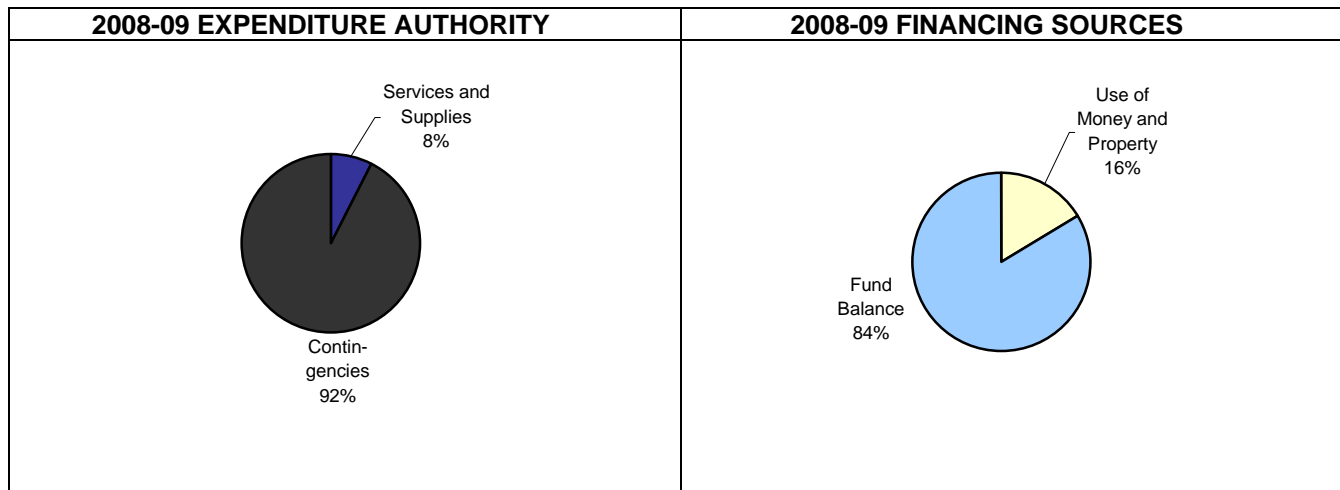 2008-09 EXPENDITURE AUTHORITY
Services and
Supplies
8%
Contin-
gencies
92%
2008-09 FINANCING SOURCES
Use of
Money and
Property
16%
Fund
Balance
84%